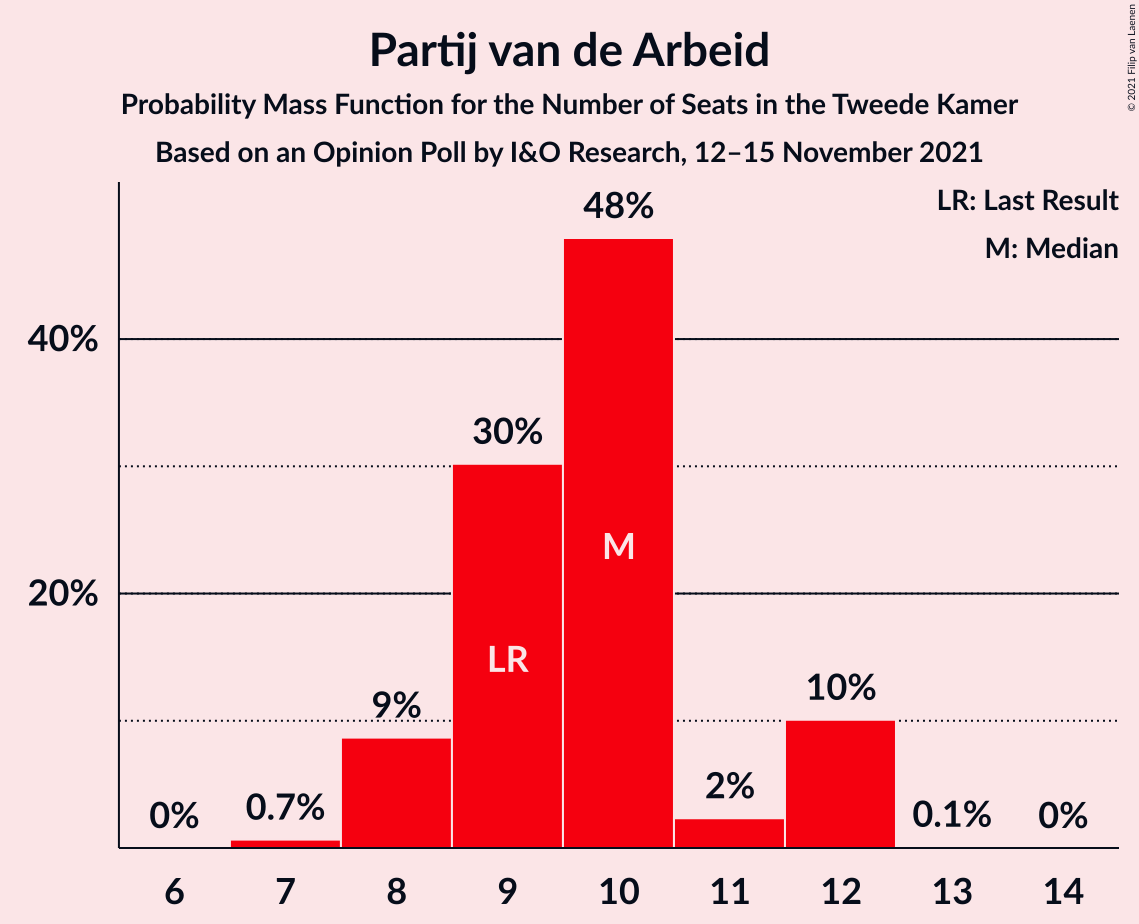 Partij van de Arbeid
Probability Mass Function for the Number of Seats in the Tweede Kamer
Based on an Opinion Poll by I&O Research, 12–15 November 2021
© 2021 Filip van Laenen
LR: Last Result
M: Median
48%
40%
30%
M
20%
LR
10%
9%
2%
0.7%
0%
0.1%
0%
6 7 8 9 10 11 12 13 14